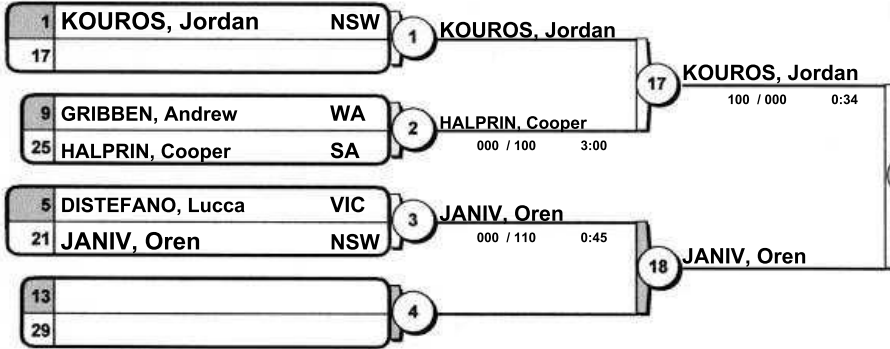 1 KOUROS, Jordan NSW
17
1
KOUROS, Jordan
9 GRIBBEN, Andrew WA
25 HALPRIN, Cooper SA
2
HALPRIN, Cooper
000 / 100 3:00
17
KOUROS, Jordan
100 / 000 0:34
5 DISTEFANO, Lucca VIC
21 JANIV, Oren NSW
3
JANIV, Oren
000 / 110 0:45
13
29
4
18
JANIV, Oren